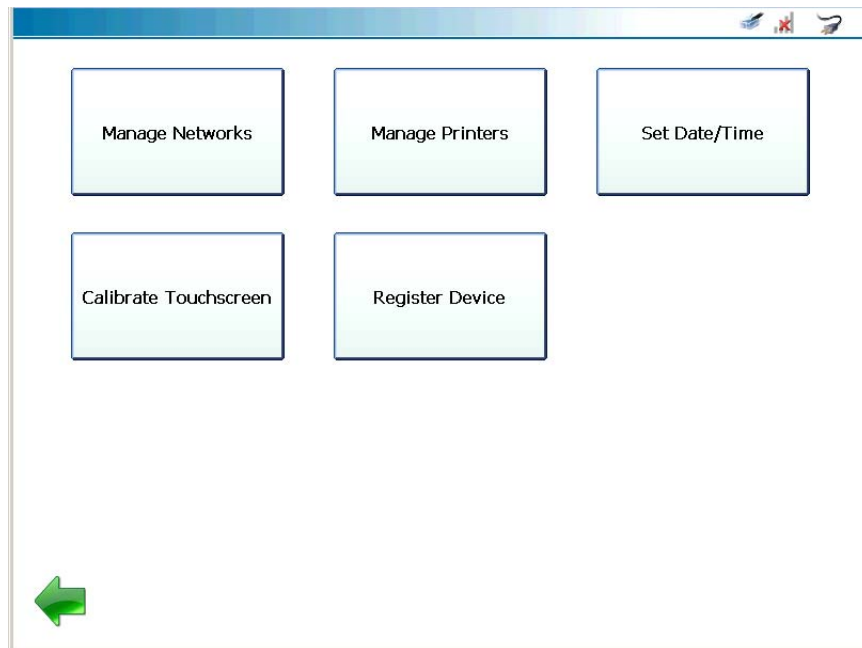 Manage Networks
Manage Printers
Set Date/Time
Calibrate Touchscreen
Register Device